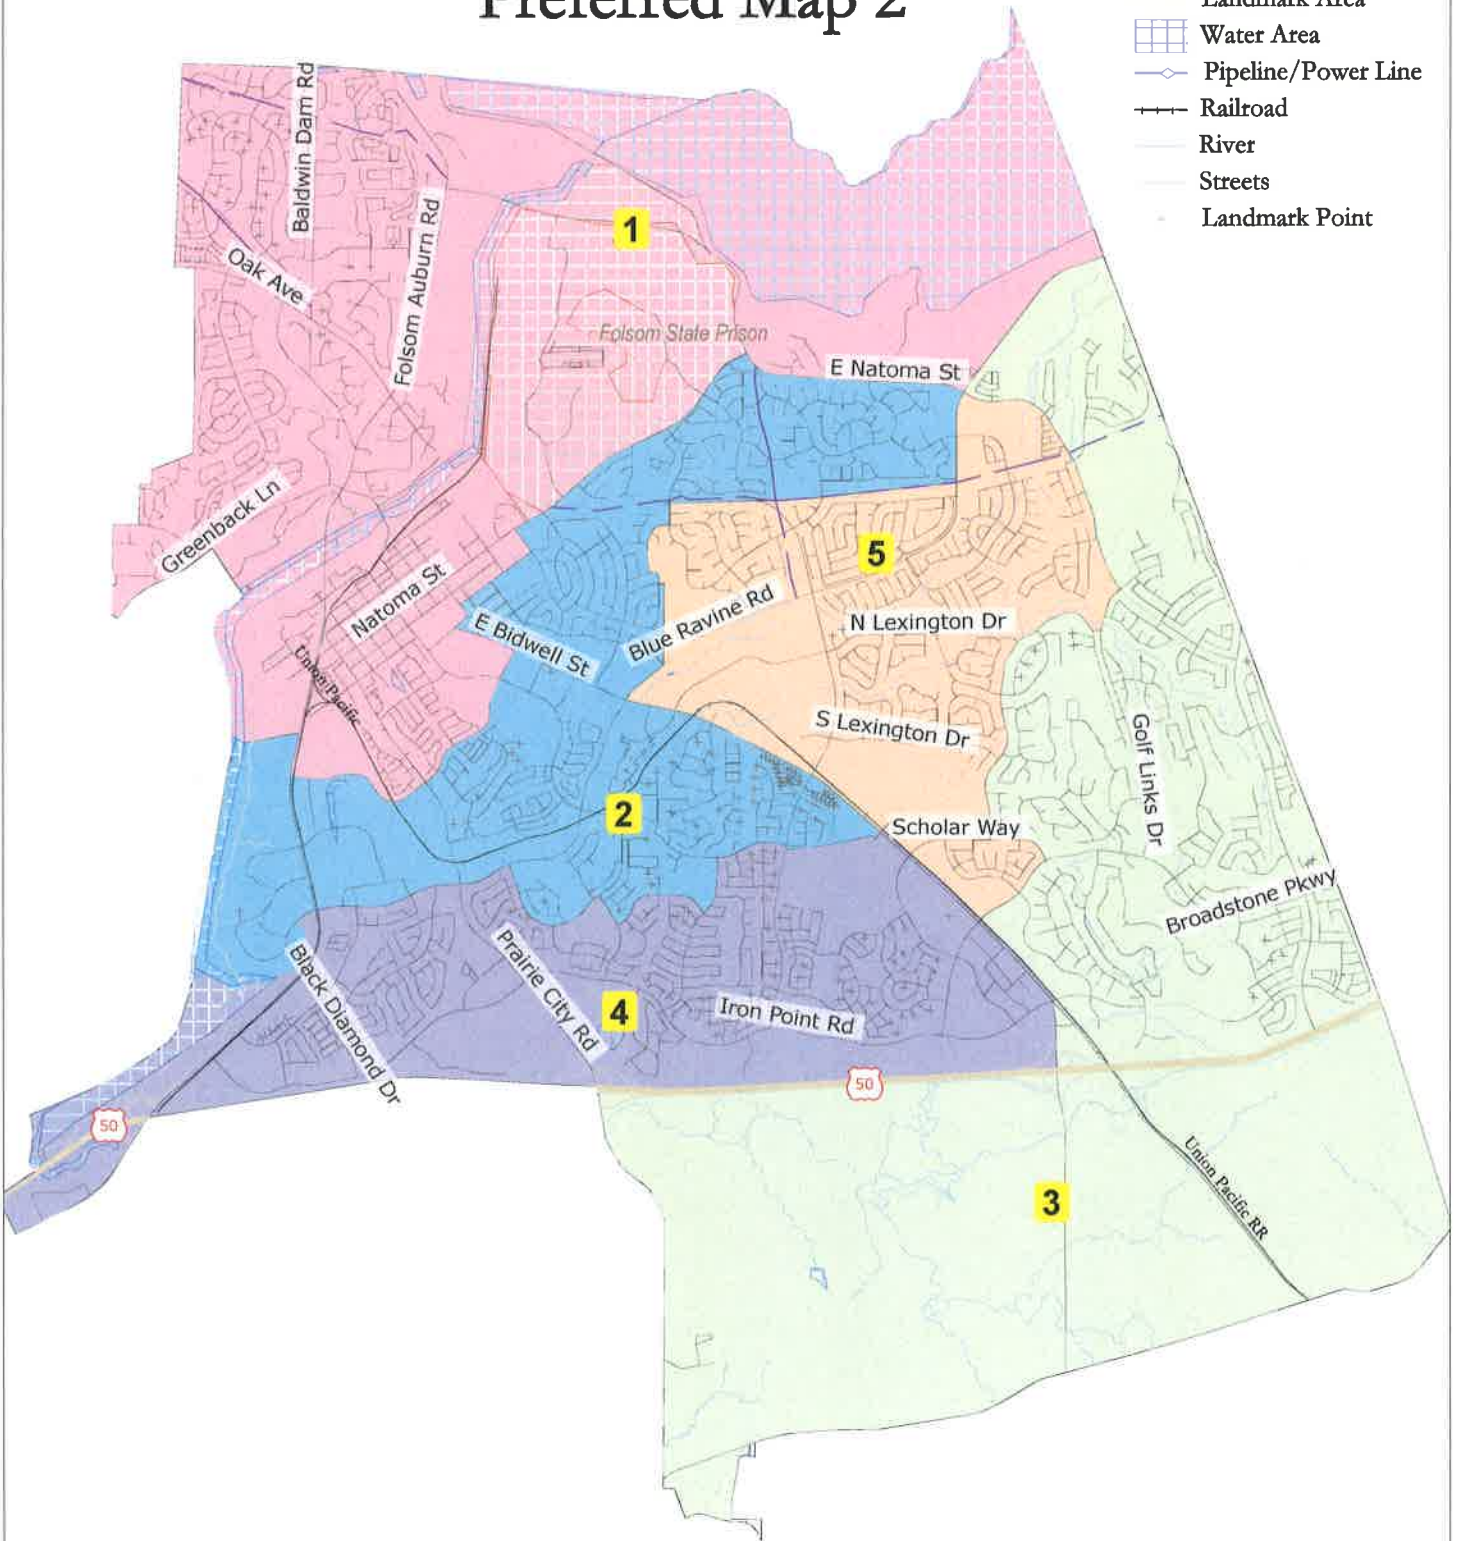 Preferred Map 2
Landmark Area
Water Area
Pipeline/Power Line
Railroad
River
Streets
Landmark Point
Baldwin Dam Rd
Oak Ave
Folsom Auburn Rd
1
Folsom State Prison
E Natoma St
Greenback Ln
Natoma St
5
E Bidwell St
Blue Ravine Rd
N Lexington Dr
Union Pacific
S Lexington Dr
Golf Links Dr
2
Scholar Way
Broadstone Pkwy
Black Diamond Dr
Prairie City Rd
4
Iron Point Rd
50
50
3
Union Pacific RR